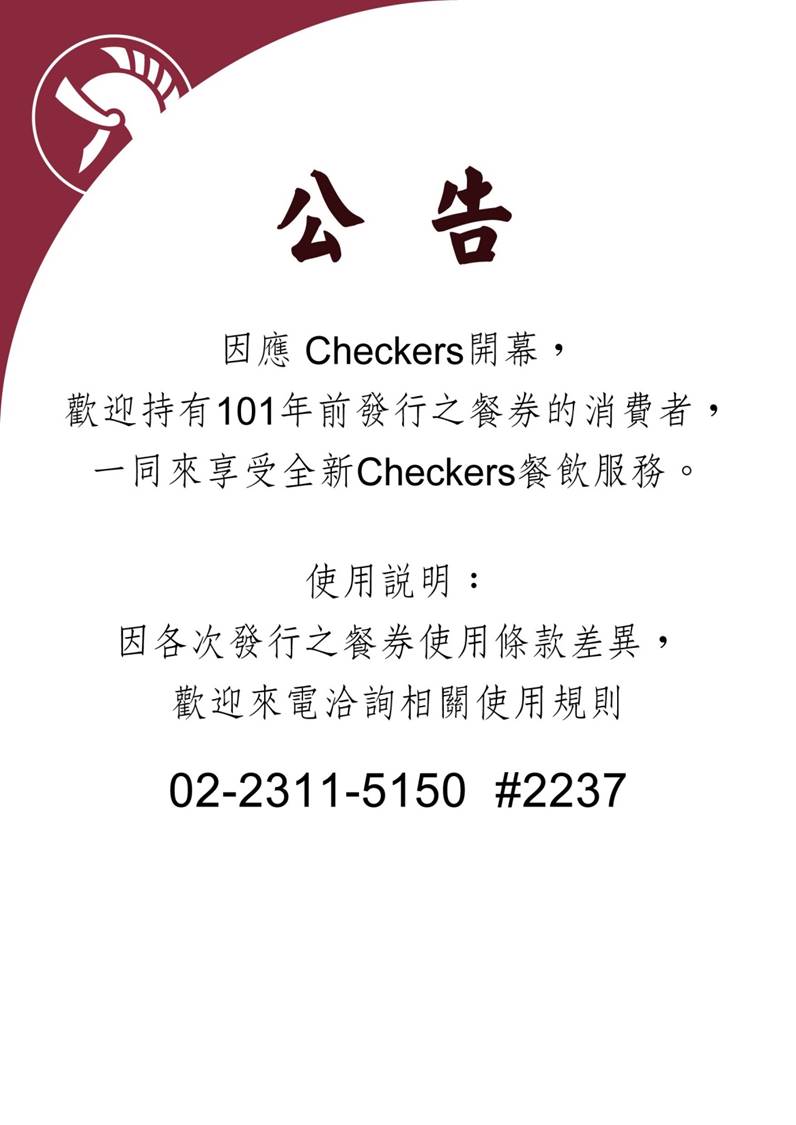 公 告
因應 Checkers開幕，
歡迎持有101年前發行之餐券的消費者，
一同來享受全新Checkers餐飲服務。
使用説明：
因各次發行之餐券使用條款差異，
歡迎來電洽詢相關使用規則
02-2311-5150 #2237